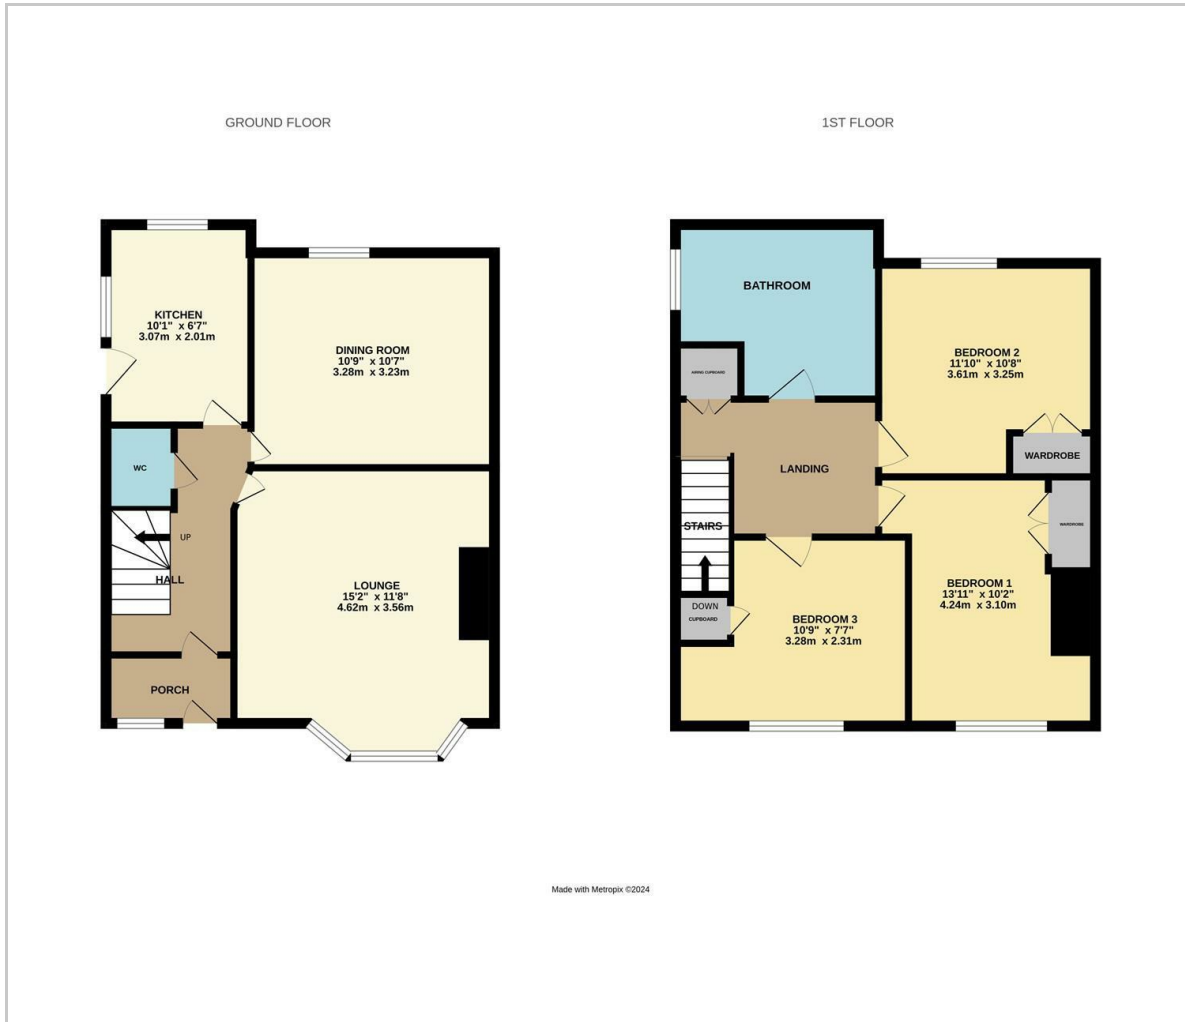 GROUND FLOOR
KITCHEN
10'1" x 6'7"
3.07m x 2.01m
DINING ROOM
10'9" x 10'7"
3.28m x 3.23m
WC
UP
HALL
LOUNGE
15'2" x 11'8"
4.62m x 3.56m
PORCH
1ST FLOOR
BATHROOM
BEDROOM 2
11'10" x 10'8"
3.61m x 3.25m
AIRING CUPBOARD
WARDROBE
LANDING
STAIRS
WARDROBE
BEDROOM 1
13'11" x 10'2"
4.24m x 3.10m
DOWN
CUPBOARD
BEDROOM 3
10'9" x 7'7"
3.28m x 2.31m
Made with Metropix ©2024